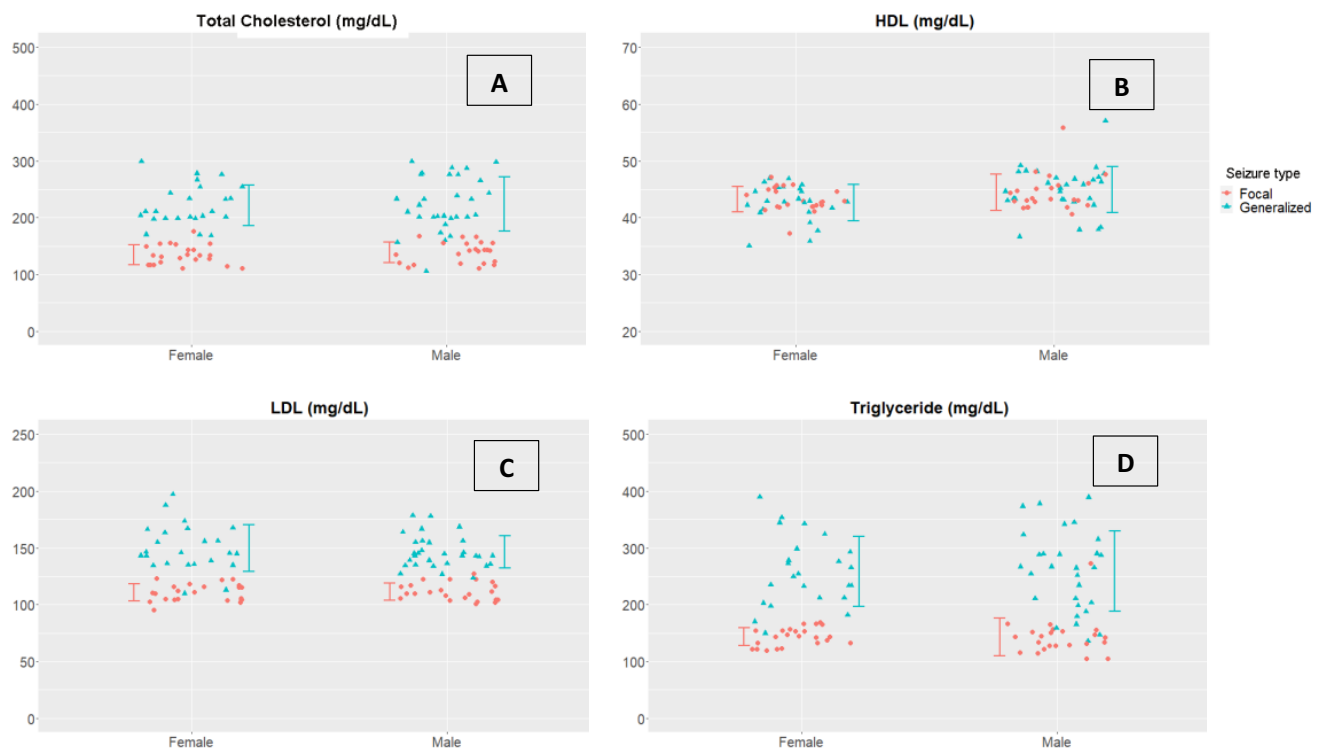 Total Cholesterol (mg/dL)
500
400
300
200
100
0
A
Female
Male
HDL (mg/dL)
70
60
50
40
30
20
B
Female
Male
Seizure type
Focal
Generalized
LDL (mg/dL)
250
200
150
100
50
0
C
Female
Male
Triglyceride (mg/dL)
500
400
300
200
100
0
D
Female
Male